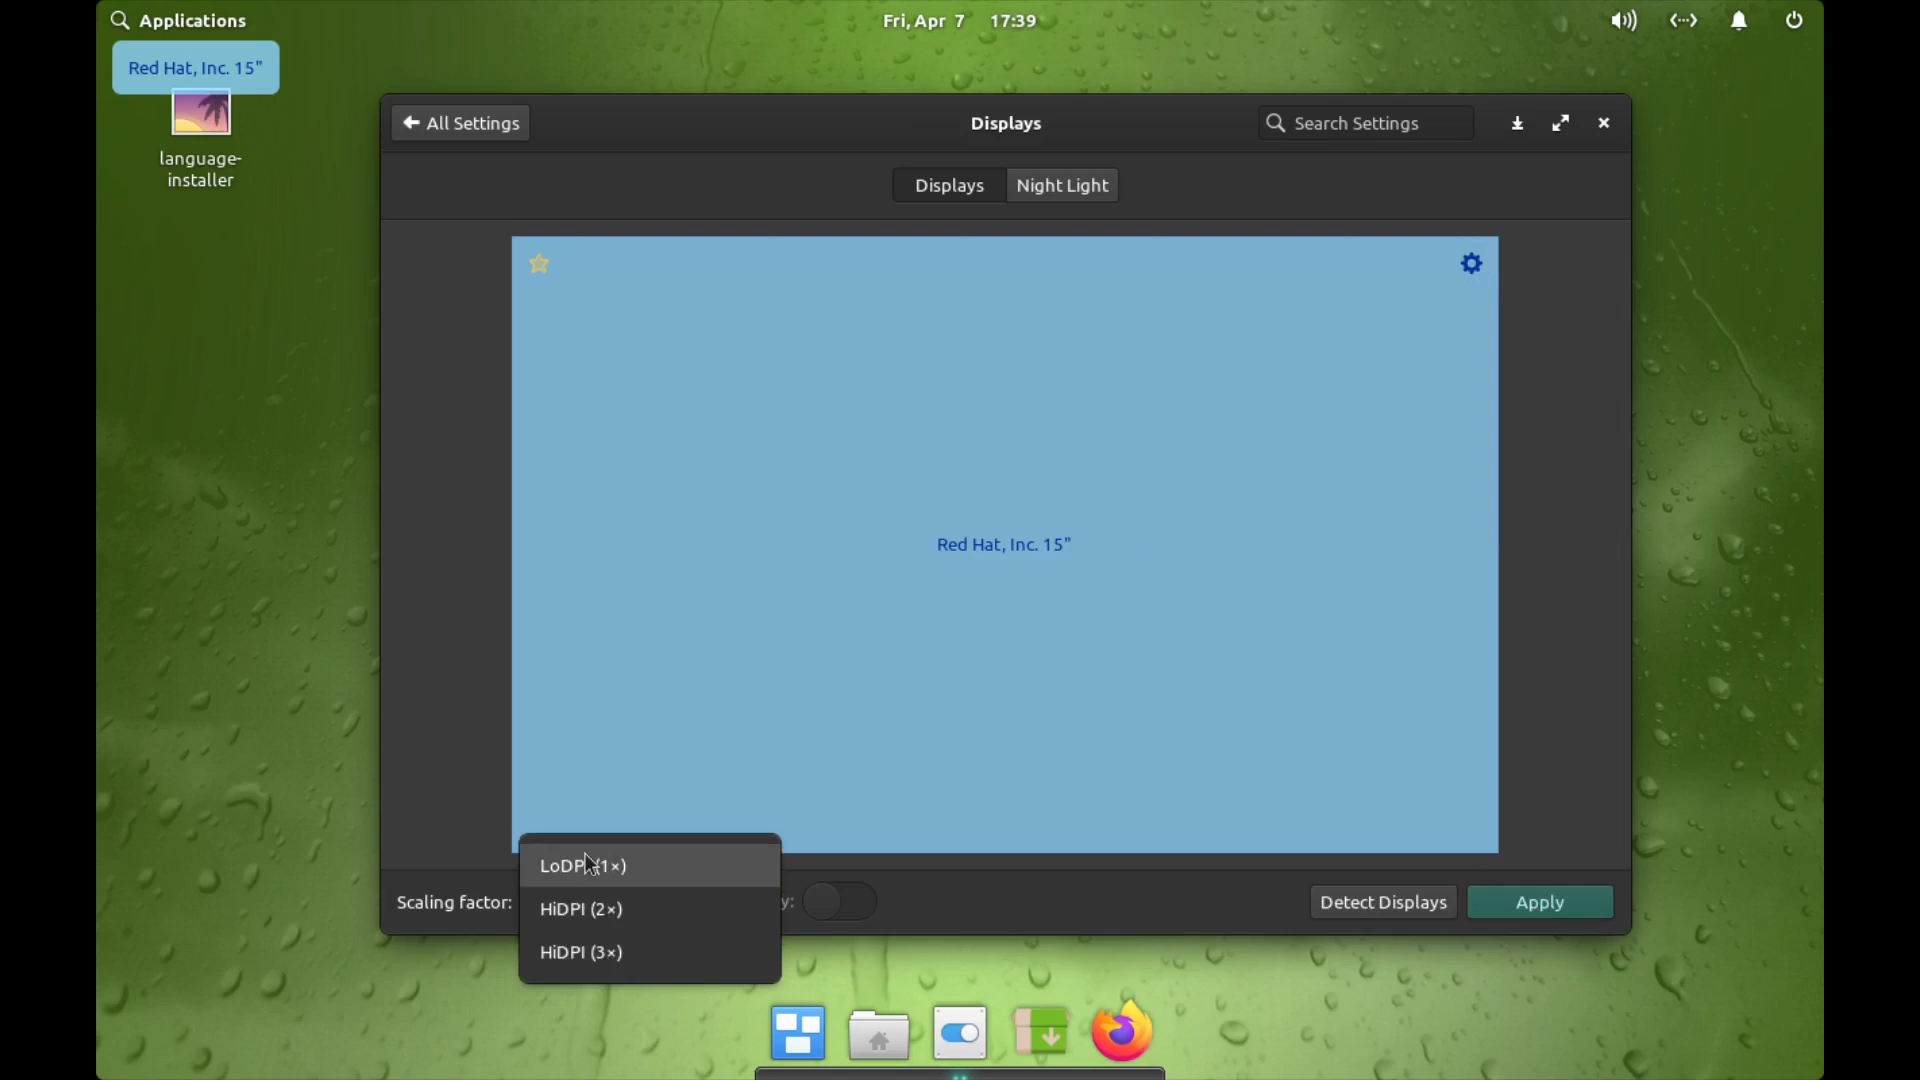 Applications
Fri, Apr 7 17:39
Red Hat, Inc. 15"
language-
installer
All Settings
Displays
Search Settings
Displays
Night Light
Red Hat, Inc. 15"
LoDPI (1×)
HiDPI (2×)
HiDPI (3×)
Scaling factor:
Detect Displays
Apply